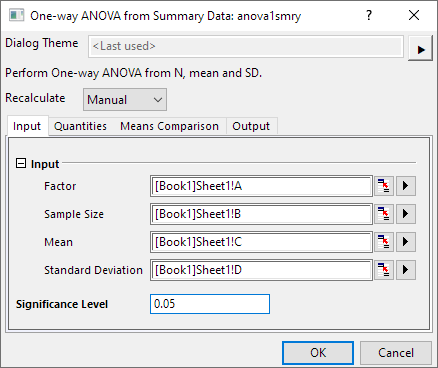 One-way ANOVA from Summary Data: anova1smry ? ×
Dialog Theme <Last used>
Perform One-way ANOVA from N, mean and SD.
Recalculate Manual
Input Quantities Means Comparison Output
Input
Factor [Book1]Sheet1!A
Sample Size [Book1]Sheet1!B
Mean [Book1]Sheet1!C
Standard Deviation [Book1]Sheet1!D
Significance Level 0.05
OK Cancel